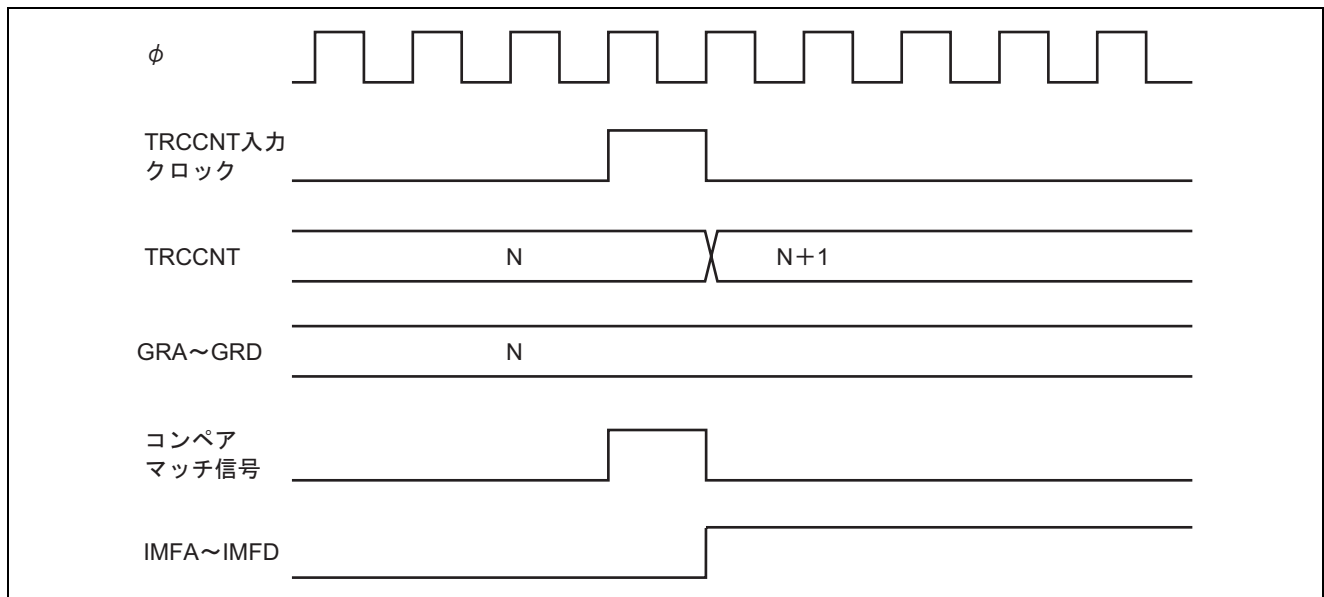 φ
TRCCNT入力
クロック
TRCCNT
N
N+1
GRA～GRD
N
コンペア
マッチ信号
IMFA～IMFD